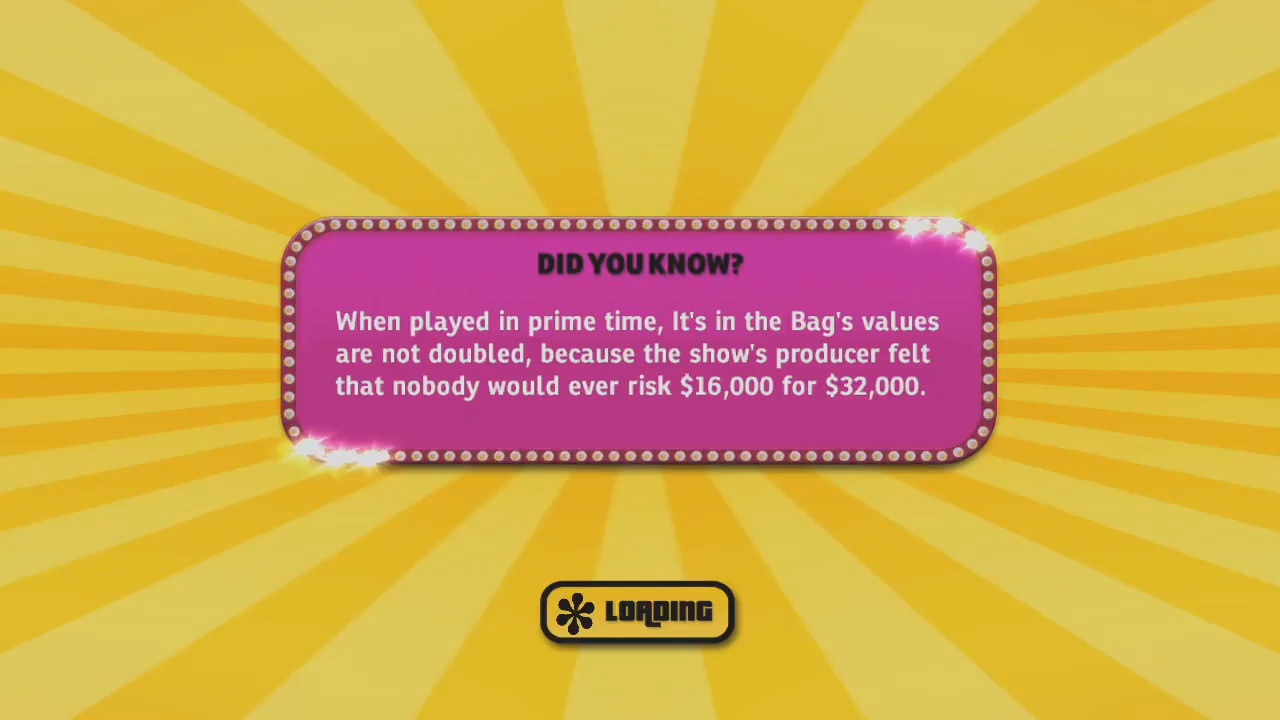 DID YOU KNOW?
When played in prime time, It's in the Bag's values
are not doubled, because the show's producer felt
that nobody would ever risk $16,000 for $32,000.
LOADING